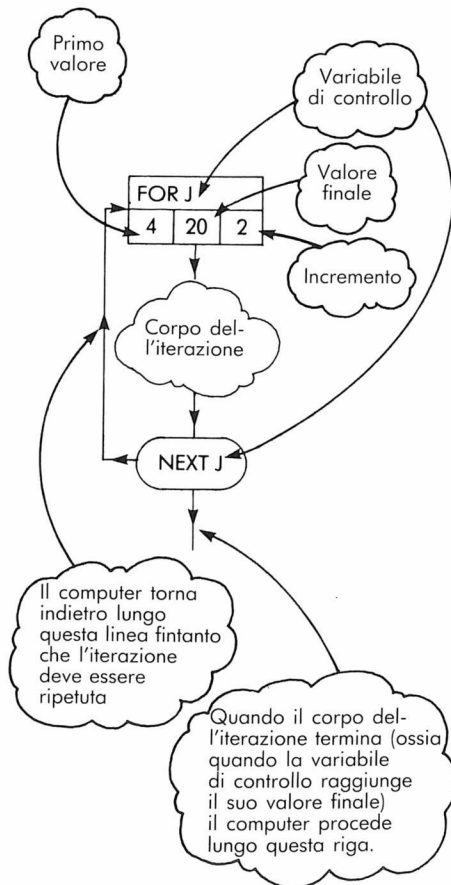 Primo
valore
Variabile
di controllo
Valore
finale
FOR J
4 20 2
Incremento
Corpo del-
l'iterazione
NEXT J
Il computer torna
indietro lungo
questa linea fintanto
che l'iterazione
deve essere
ripetuta
Quando il corpo del-
l'iterazione termina (ossia
quando la variabile
di controllo raggiunge
il suo valore finale)
il computer procede
lungo questa riga.